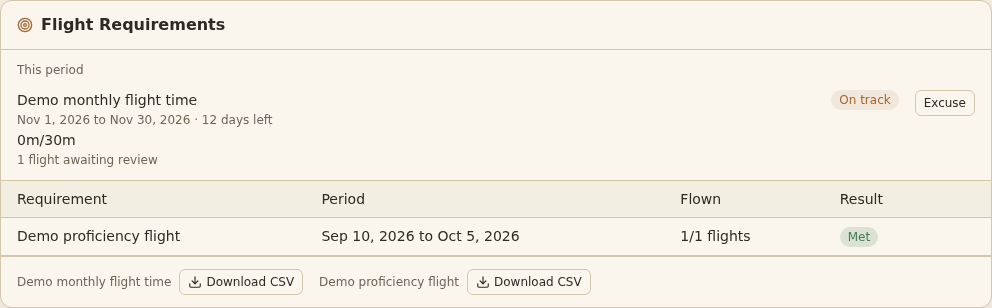 Flight Requirements
This period
Demo monthly flight time
On track
Excuse
Nov 1, 2026 to Nov 30, 2026 · 12 days left
0m/30m
1 flight awaiting review
Requirement Period Flown Result
Demo proficiency flight Sep 10, 2026 to Oct 5, 2026 1/1 flights Met
Demo monthly flight time Download CSV Demo proficiency flight Download CSV